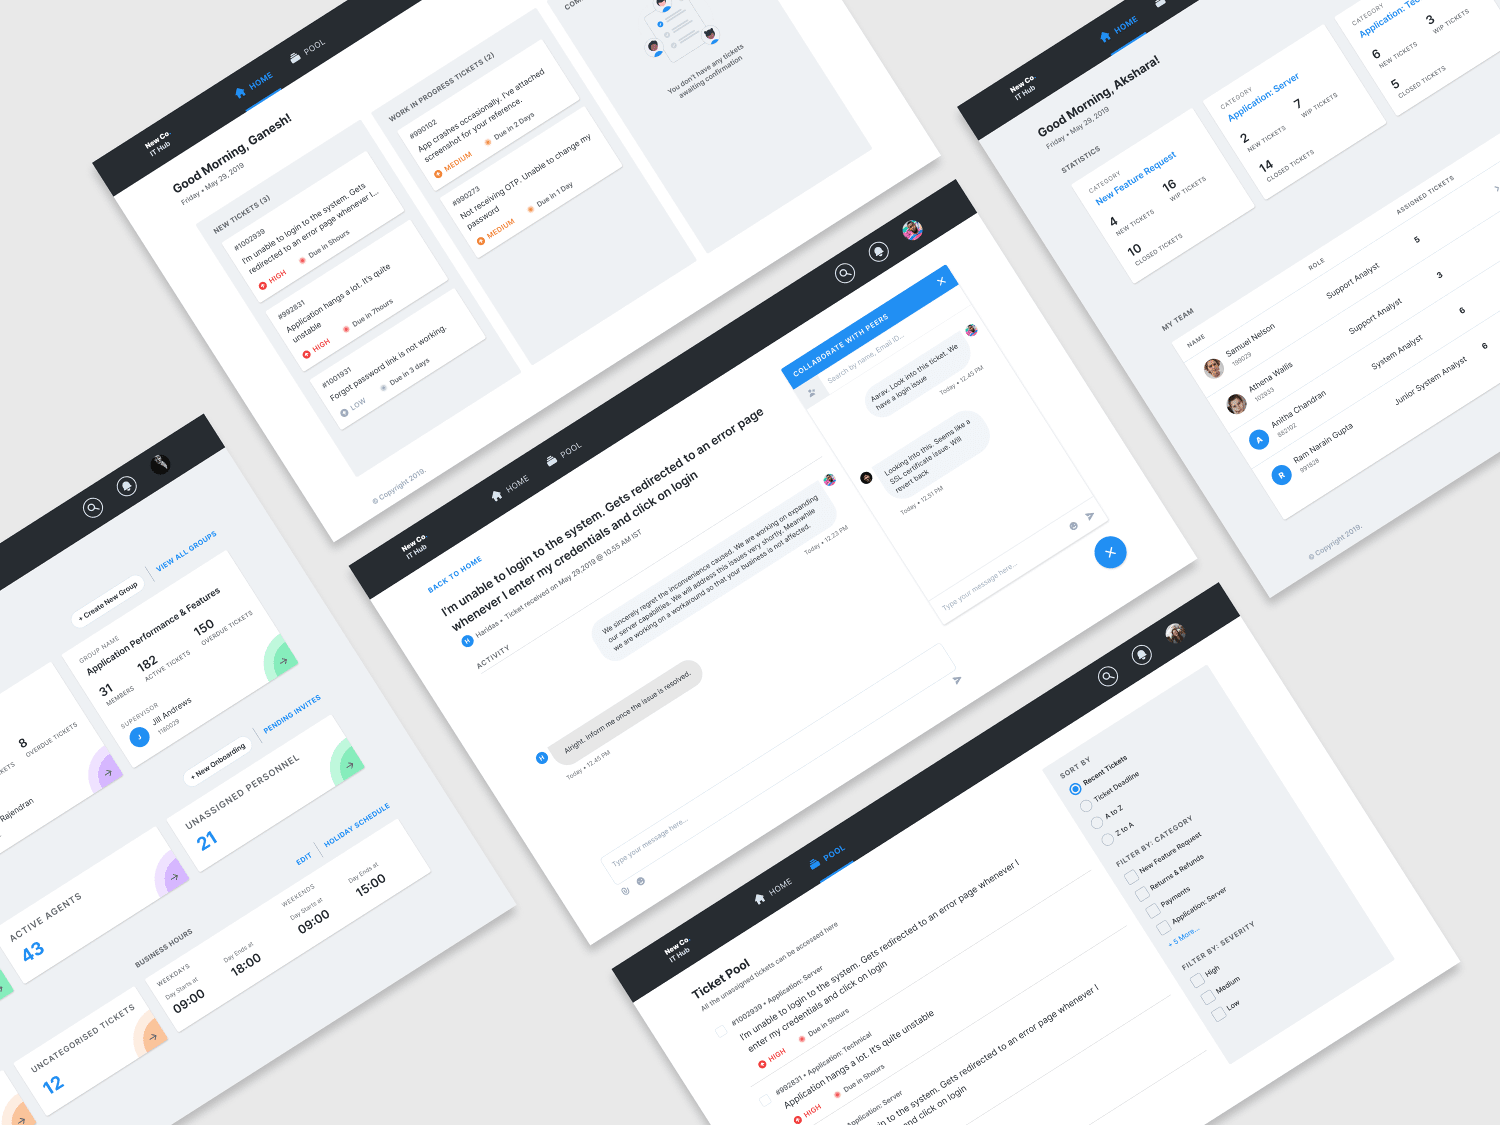 New Co.
IT Hub
HOME
POOL
Good Morning, Ganesh!
Friday • May 29, 2019
NEW TICKETS (3)
#1002939
I'm unable to login to the system. Gets
redirected to an error page whenever I...
HIGH
Due in 5hours
#992831
Application hangs a lot. It's quite
unstable
HIGH
Due in 7hours
#1001931
Forgot password link is not working.
LOW
Due in 3 days
WORK IN PROGRESS TICKETS (2)
#990102
App crashes occasionally. I've attached
screenshot for your reference.
MEDIUM
Due in 2 Days
#990273
Not receiving OTP. Unable to change my
password
MEDIUM
Due in 1 Day
You don't have any tickets
awaiting confirmation
© Copyright 2019.
New Co.
IT Hub
HOME
Good Morning, Akshara!
Friday • May 29, 2019
STATISTICS
CATEGORY
New Feature Request
4
NEW TICKETS
16
WIP TICKETS
10
CLOSED TICKETS
CATEGORY
Application: Server
2
NEW TICKETS
7
WIP TICKETS
14
CLOSED TICKETS
CATEGORY
6
NEW TICKETS
3
WIP TICKETS
5
CLOSED TICKETS
MY TEAM
NAME
ROLE
ASSIGNED TICKETS
Samuel Nelson
Support Analyst
5
Athena Wallis
102933
Support Analyst
3
A
Anitha Chandran
System Analyst
6
R
Ram Narain Gupta
991828
Junior System Analyst
6
© Copyright 2019.
New Co.
IT Hub
HOME
POOL
BACK TO HOME
I'm unable to login to the system. Gets redirected to an error page
whenever I enter my credentials and click on login
H
Haridas • Ticket received on May 29,2019 @ 10.55 AM IST
ACTIVITY
We sincerely regret the inconvenience caused. We are working on expanding
our server capabilities. We will address this issues very shortly. Meanwhile
we are working on a workaround so that your business is not affected.
Today • 12.23 PM
H
Alright. Inform me once the issue is resolved.
Today • 12.45 PM
Type your message here...
COLLABORATE WITH PEERS
Search by name, Email ID...
Aarav. Look into this ticket. We
have a login issue
Today • 12.45 PM
Looking into this. Seems like a
SSL certificate issue. Will
revert back
Today • 12.51 PM
Type your message here...
+ Create New Group
VIEW ALL GROUPS
GROUP NAME
Application Performance & Features
31
MEMBERS
182
ACTIVE TICKETS
150
OVERDUE TICKETS
SUPERVISOR
J
Jill Andrews
1180029
8
OVERDUE TICKETS
Rajendran
+ New Onboarding
PENDING INVITES
UNASSIGNED PERSONNEL
21
ACTIVE AGENTS
43
BUSINESS HOURS
EDIT
HOLIDAY SCHEDULE
WEEKDAYS
Day Starts at
09:00
Day Ends at
18:00
WEEKENDS
Day Starts at
09:00
Day Ends at
15:00
UNCATEGORISED TICKETS
12
New Co.
IT Hub
HOME
POOL
Ticket Pool
All the unassigned tickets can be accessed here
#1002939 • Application: Server
I'm unable to login to the system. Gets redirected to an error page whenever I
enter my credentials and click on login
HIGH
Due in 5hours
#992831 • Application: Technical
Application hangs a lot. It's quite unstable
HIGH
Due in 5hours
Application: Server
in to the system. Gets redirected to an error page whenever I
credentials and click on login
SORT BY
Recent Tickets
Ticket Deadline
A to Z
Z to A
FILTER BY: CATEGORY
New Feature Request
Returns & Refunds
Payments
Application: Server
+ 5 More...
FILTER BY: SEVERITY
High
Medium
Low